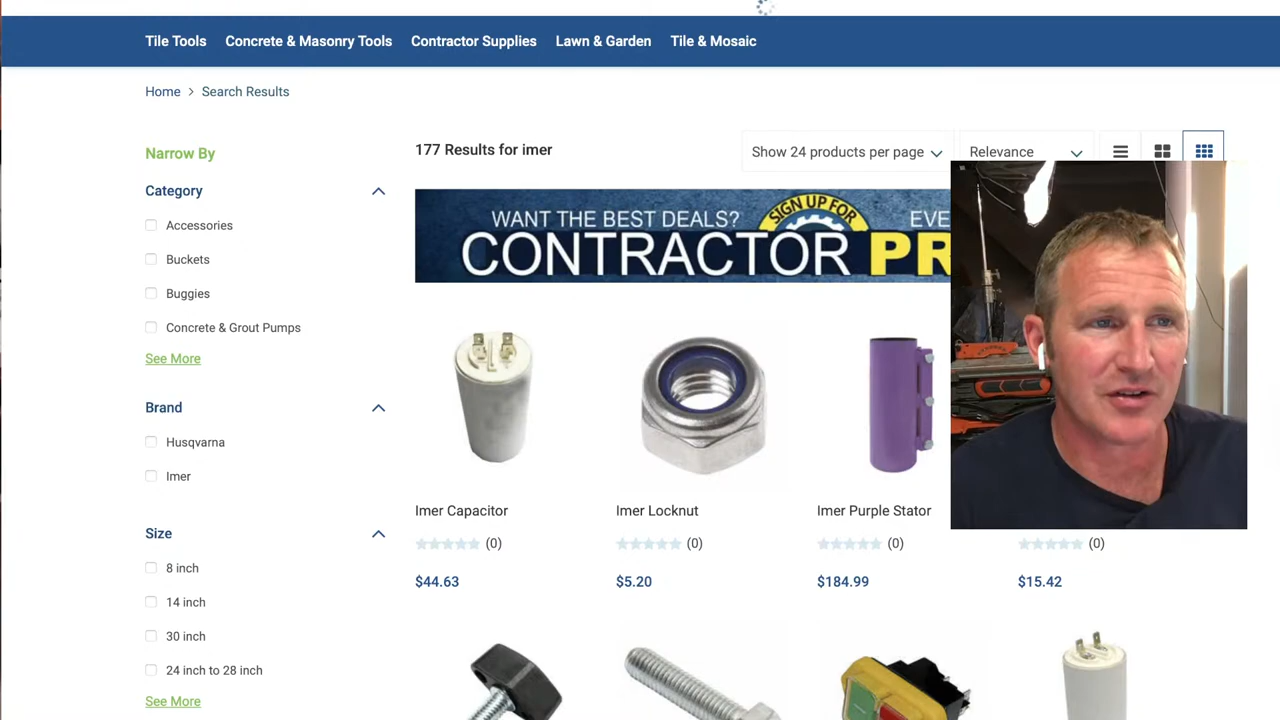 Tile Tools Concrete & Masonry Tools Contractor Supplies Lawn & Garden Tile & Mosaic
Home > Search Results
Narrow By
Category
Accessories
Buckets
Buggies
Concrete & Grout Pumps
See More
Brand
Husqvarna
Imer
Size
8 inch
14 inch
30 inch
24 inch to 28 inch
See More
177 Results for imer
Show 24 products per page
Relevance
WANT THE BEST DEALS? SIGN UP FOR EVE
CONTRACTOR PR
Imer Capacitor
(0)
$44.63
Imer Locknut
(0)
$5.20
Imer Purple Stator
(0)
$184.99
(0)
$15.42